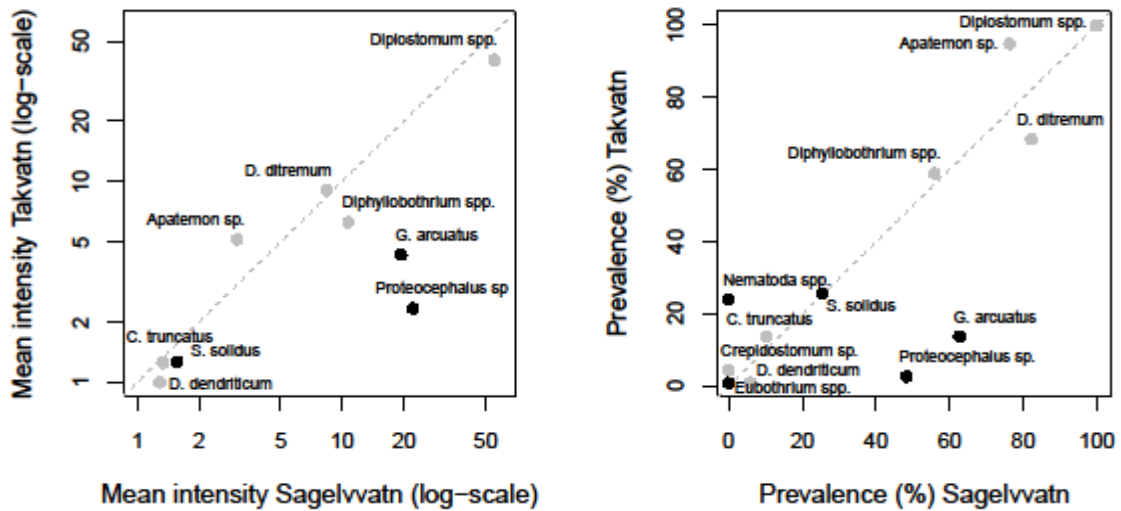 Mean intensity Takvatn (log-scale)
50
20
10
5
2
1
Diplostomum spp.
D. ditremum
Diphyllobothrium spp.
Apatemon sp.
G. arcuatus
Proteocephalus sp
C. truncatus
S. solidus
D. dendriticum
1 2 5 10 20 50
Mean intensity Sagelvvatn (log-scale)
Prevalence (%) Takvatn
100
80
60
40
20
0
Diplostomum spp.
Apatemon sp.
D. ditremum
Diphyllobothrium spp.
Nematoda spp.
S. solidus
C. truncatus
G. arcuatus
Crepidostomum sp.
Proteocephalus sp.
D. dendriticum
Eubothrium spp.
0 20 40 60 80 100
Prevalence (%) Sagelvvatn